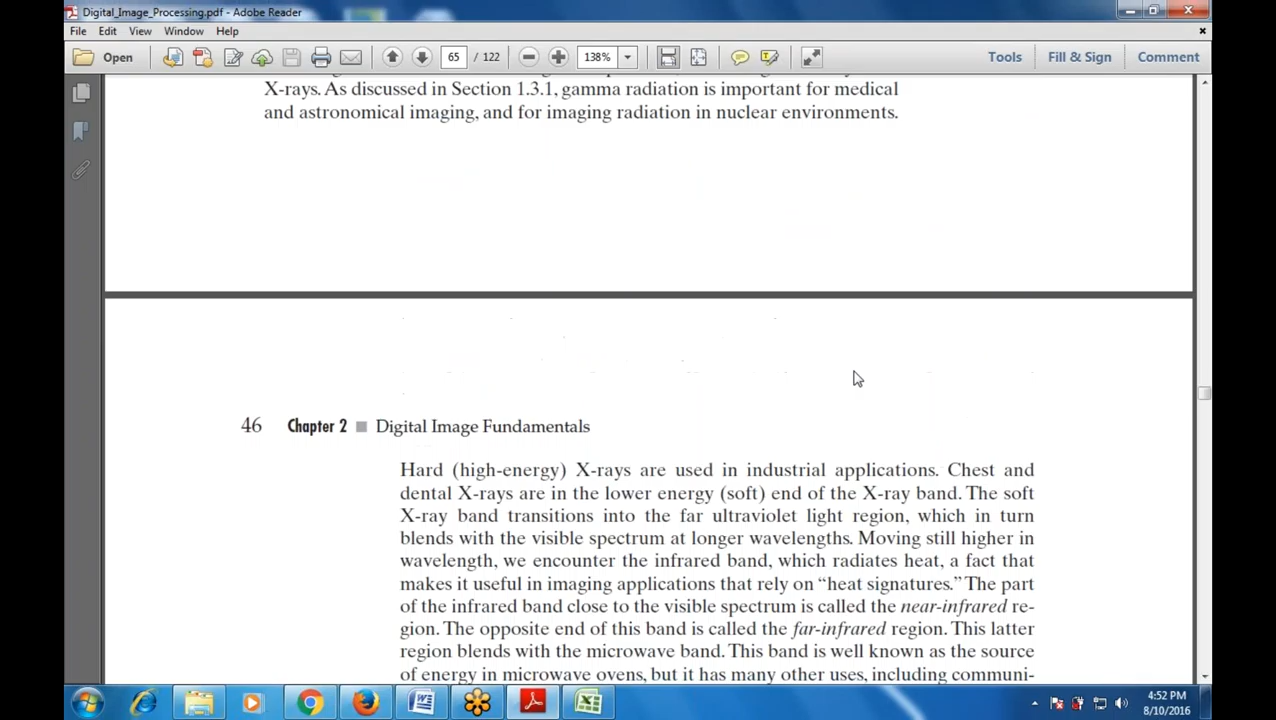 Digital_Image_Processing.pdf - Adobe Reader
File Edit View Window Help
Open 65 / 122 138% Tools Fill & Sign Comment
X-rays. As discussed in Section 1.3.1, gamma radiation is important for medical
and astronomical imaging, and for imaging radiation in nuclear environments.
46 Chapter 2 ■ Digital Image Fundamentals
Hard (high-energy) X-rays are used in industrial applications. Chest and
dental X-rays are in the lower energy (soft) end of the X-ray band. The soft
X-ray band transitions into the far ultraviolet light region, which in turn
blends with the visible spectrum at longer wavelengths. Moving still higher in
wavelength, we encounter the infrared band, which radiates heat, a fact that
makes it useful in imaging applications that rely on “heat signatures.” The part
of the infrared band close to the visible spectrum is called the near-infrared re-
gion. The opposite end of this band is called the far-infrared region. This latter
region blends with the microwave band. This band is well known as the source
of energy in microwave ovens, but it has many other uses, including communi-
4:52 PM
8/10/2016